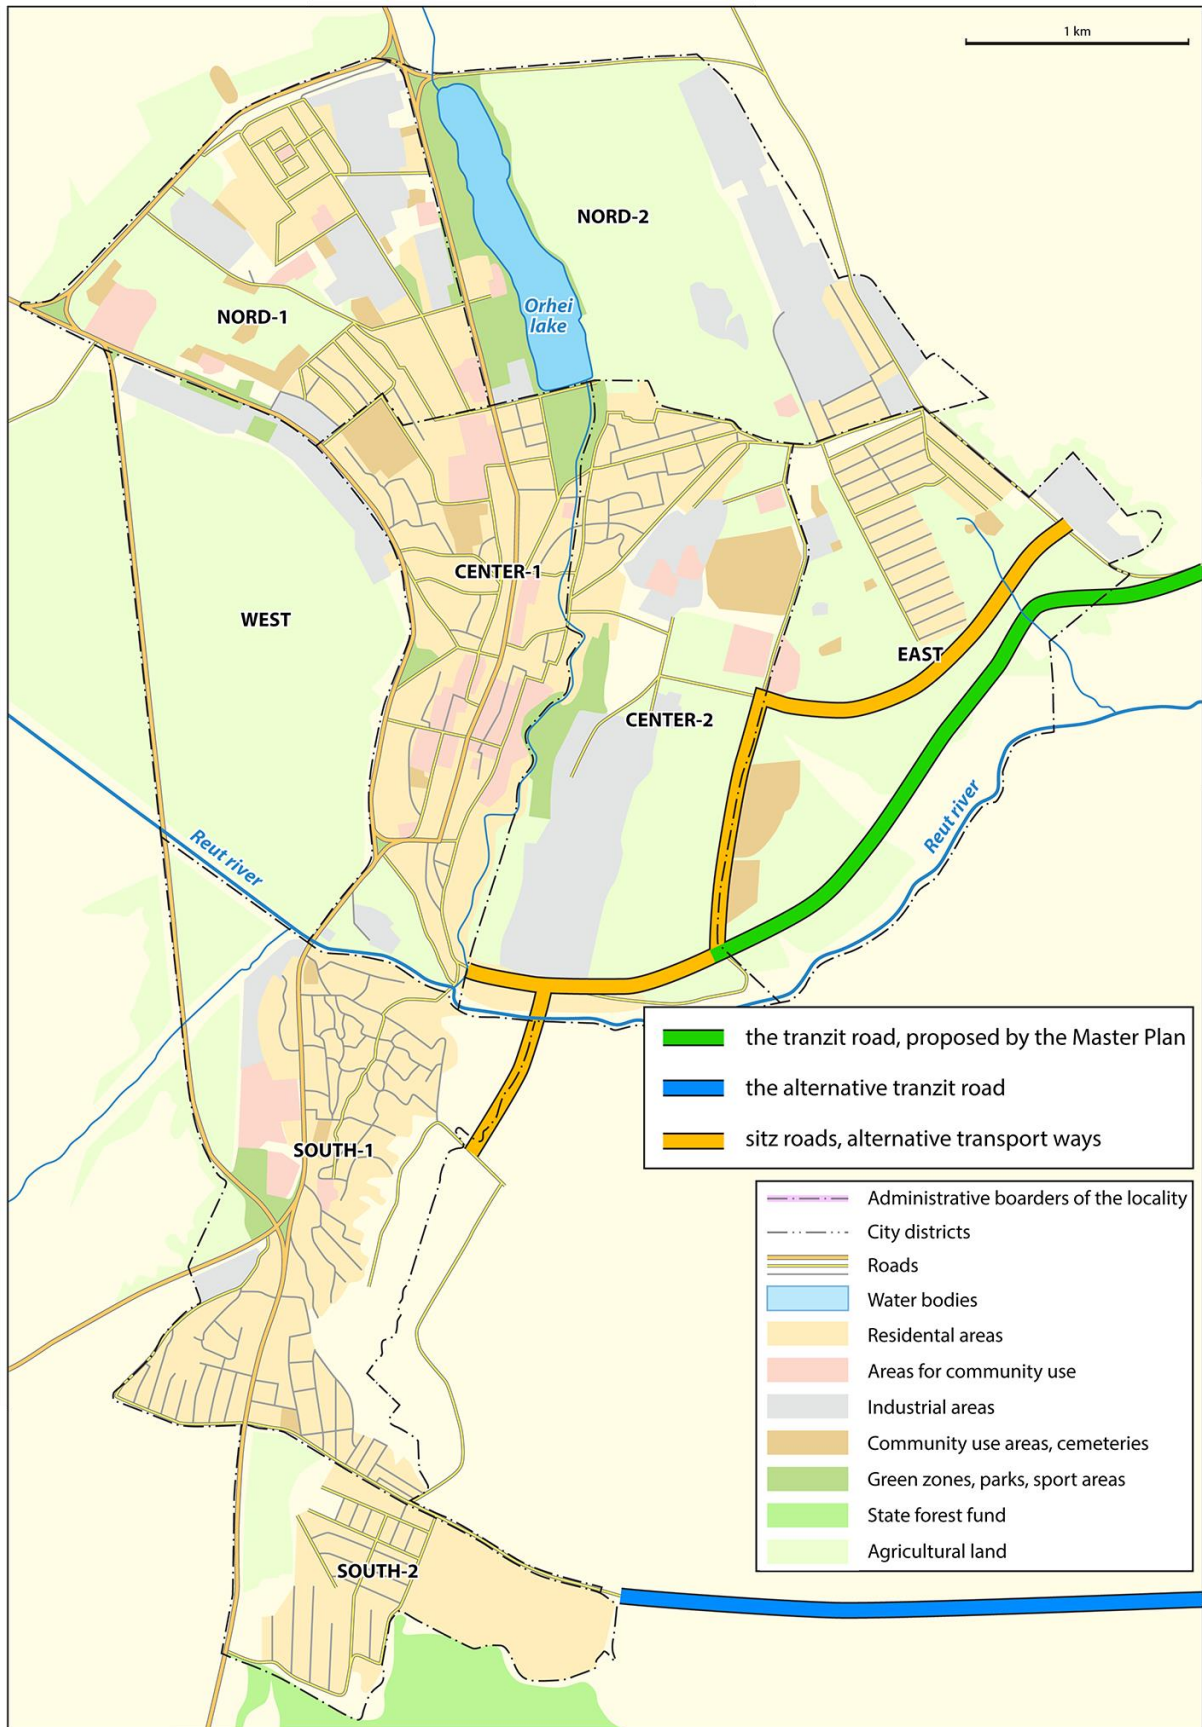 1 km
NORD-2
Orhei
lake
NORD-1
CENTER-1
WEST
EAST
CENTER-2
Reut river
Reut river
the tranzit road, proposed by the Master Plan
the alternative tranzit road
sitz roads, alternative transport ways
SOUTH-1
Administrative boarders of the locality
City districts
Roads
Water bodies
Residental areas
Areas for community use
Industrial areas
Community use areas, cemeteries
Green zones, parks, sport areas
State forest fund
Agricultural land
SOUTH-2